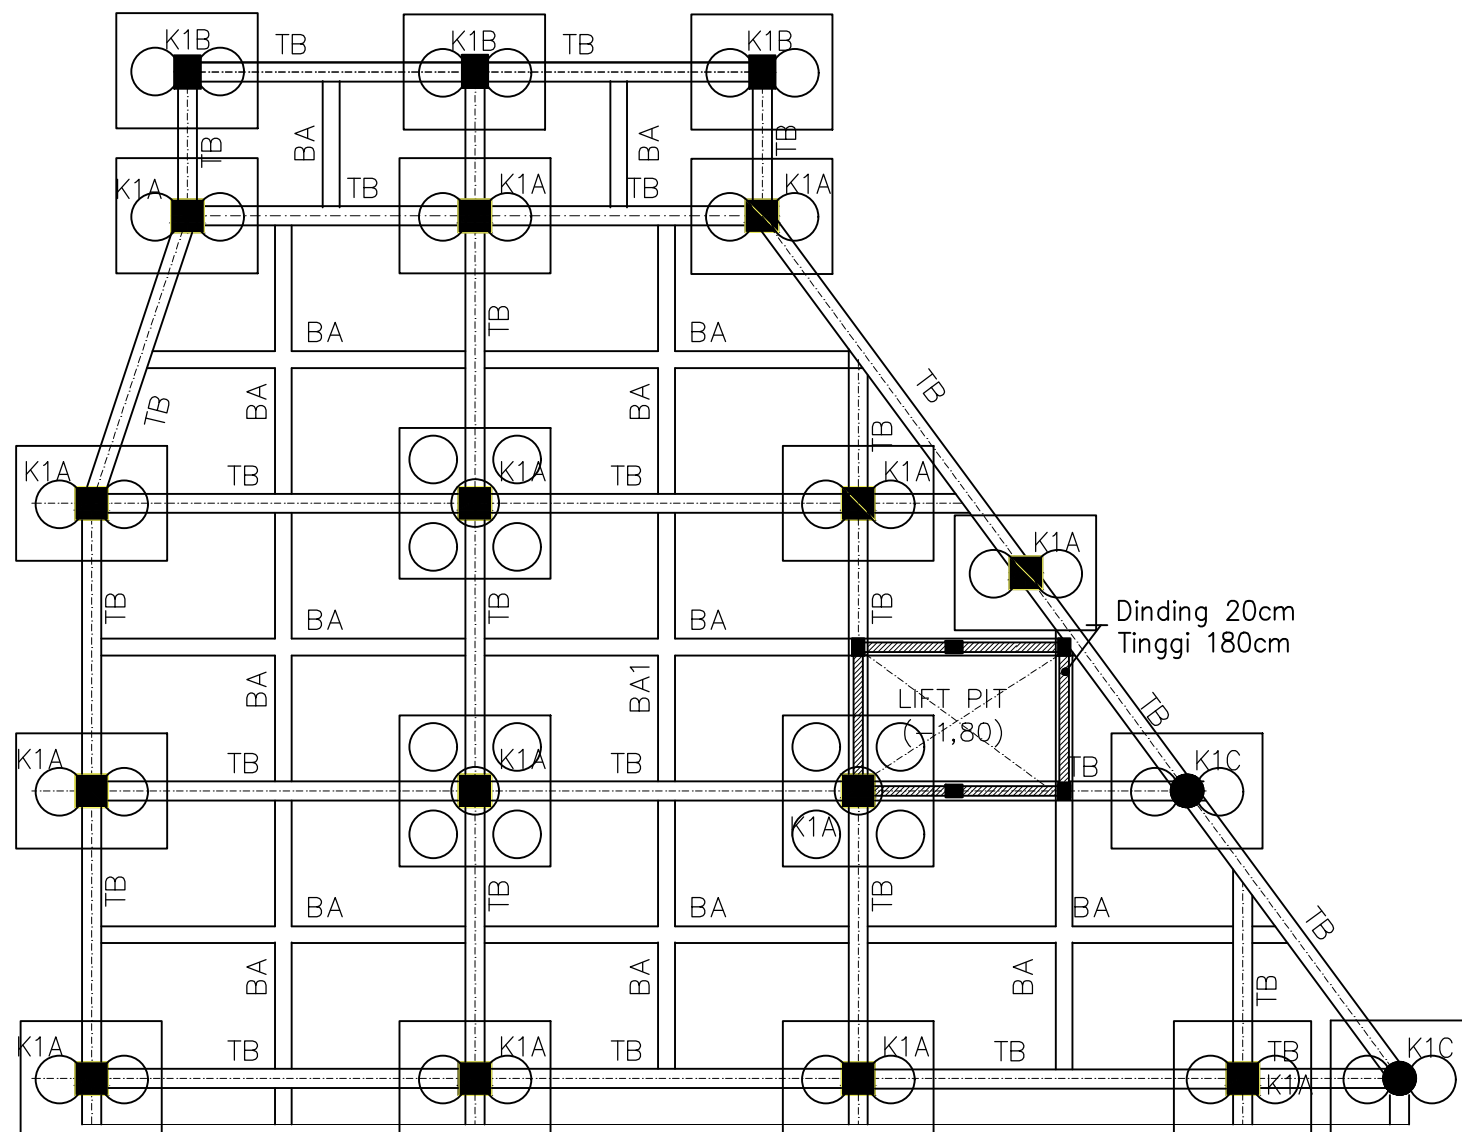 K1B TB K1B TB K1B
TB BA BA TB
K1A TB K1A TB K1A
BA TB BA
TB BA BA TB TB
K1A TB K1A TB K1A K1A
TB BA TB BA TB
Dinding 20cm
Tinggi 180cm
BA BA1
LIFT PIT
(-1,80)
TB
K1A TB K1A TB K1C
K1A
TB BA TB BA TB BA TB
BA BA BA TB
K1A TB K1A TB K1A TB TB K1C
K1A